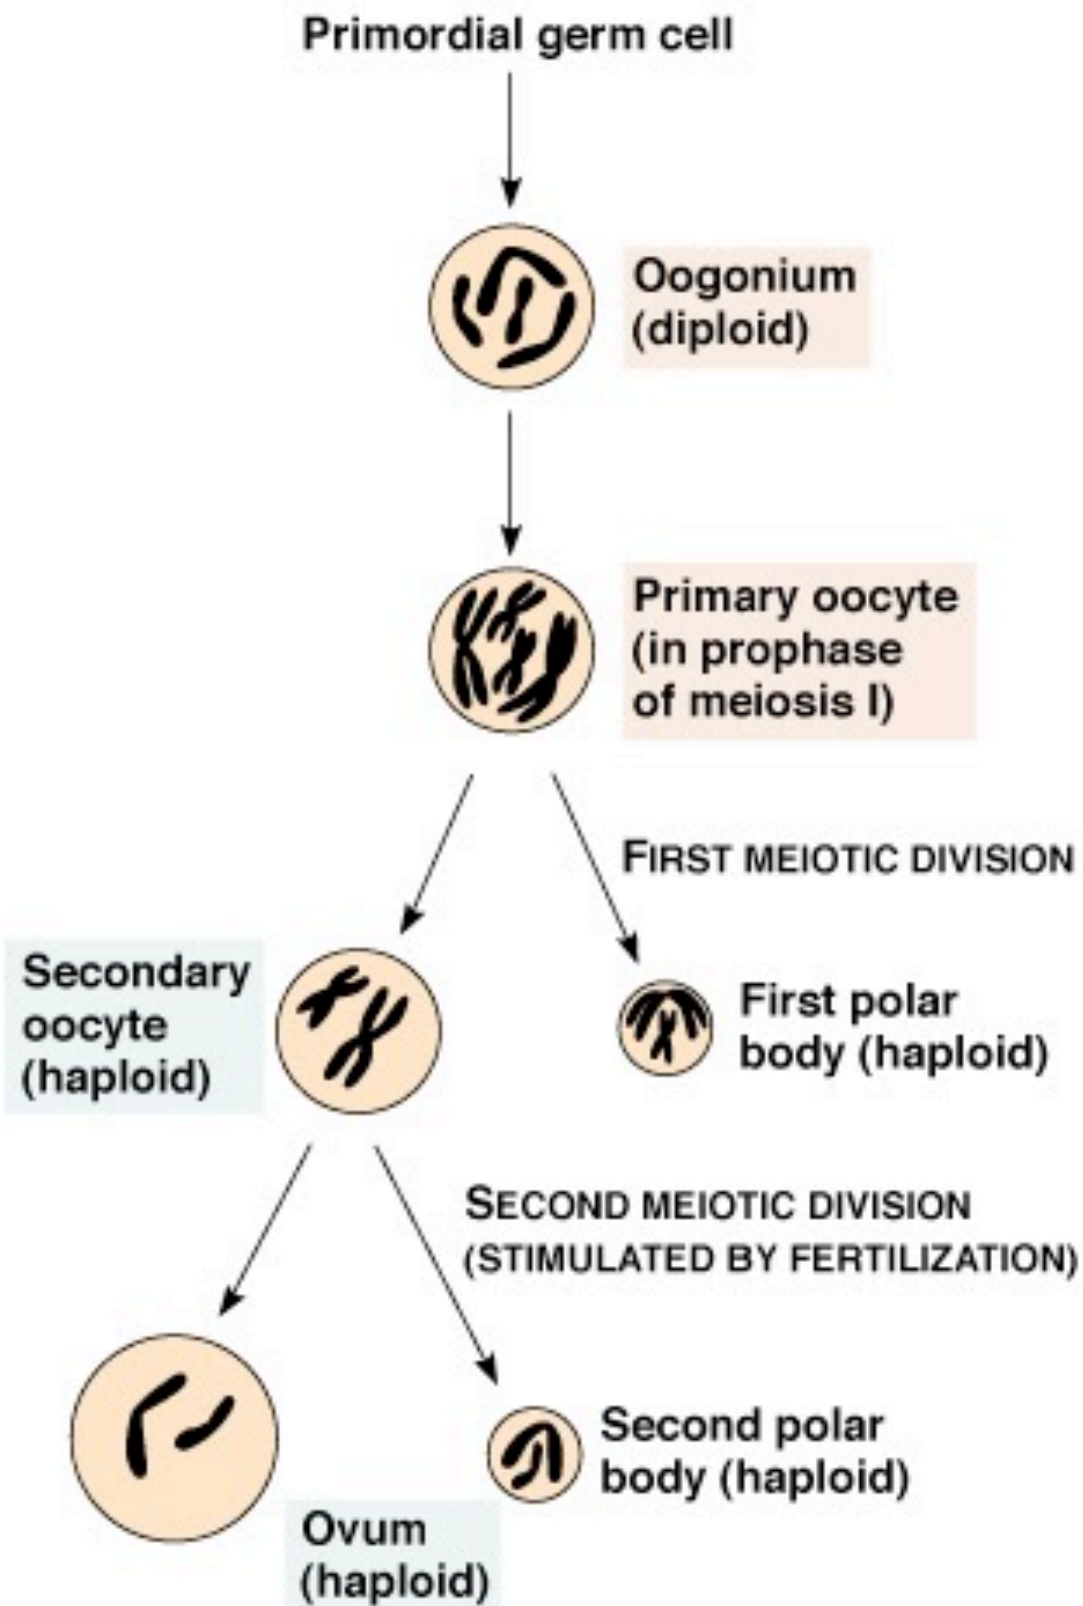 Primordial germ cell
Oogonium
(diploid)
Primary oocyte
(in prophase
of meiosis I)
FIRST MEIOTIC DIVISION
Secondary
oocyte
(haploid)
First polar
body (haploid)
SECOND MEIOTIC DIVISION
(STIMULATED BY FERTILIZATION)
Second polar
body (haploid)
Ovum
(haploid)